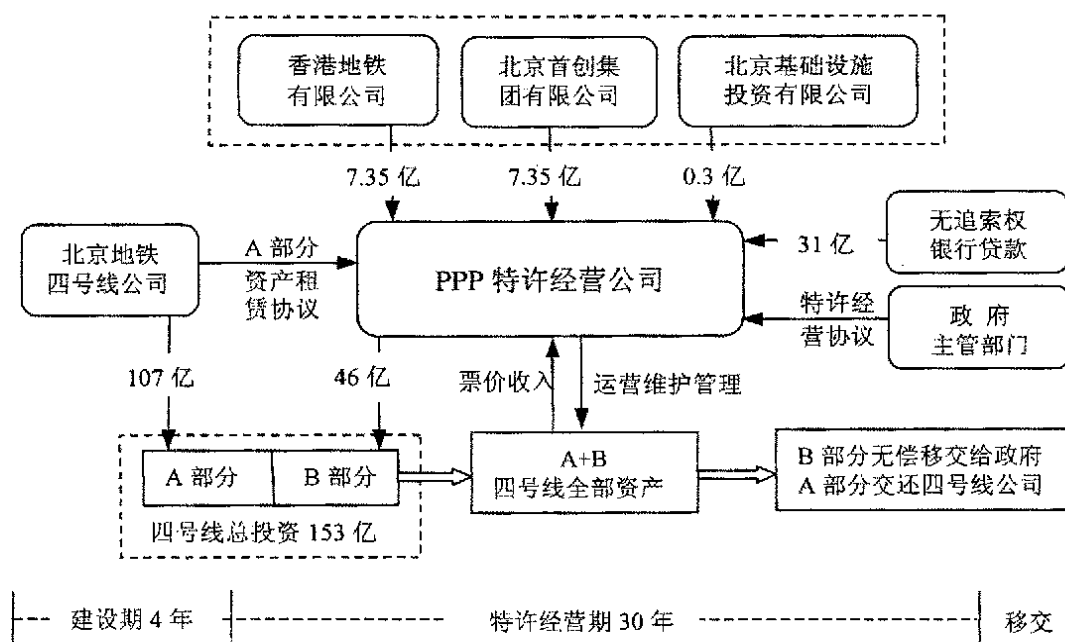 香港地铁
有限公司
北京首创集
团有限公司
北京基础设施
投资有限公司
7.35 亿
7.35 亿
0.3 亿
北京地铁
四号线公司
A 部分
资产租
赁协议
PPP 特许经营公司
31 亿
无追索权
银行贷款
特许经
营协议
政 府
主管部门
107 亿
46 亿
票价收入
运营维护管理
A 部分
B 部分
四号线总投资 153 亿
A+B
四号线全部资产
B 部分无偿移交给政府
A 部分交还四号线公司
建设期 4 年
特许经营期 30 年
移交